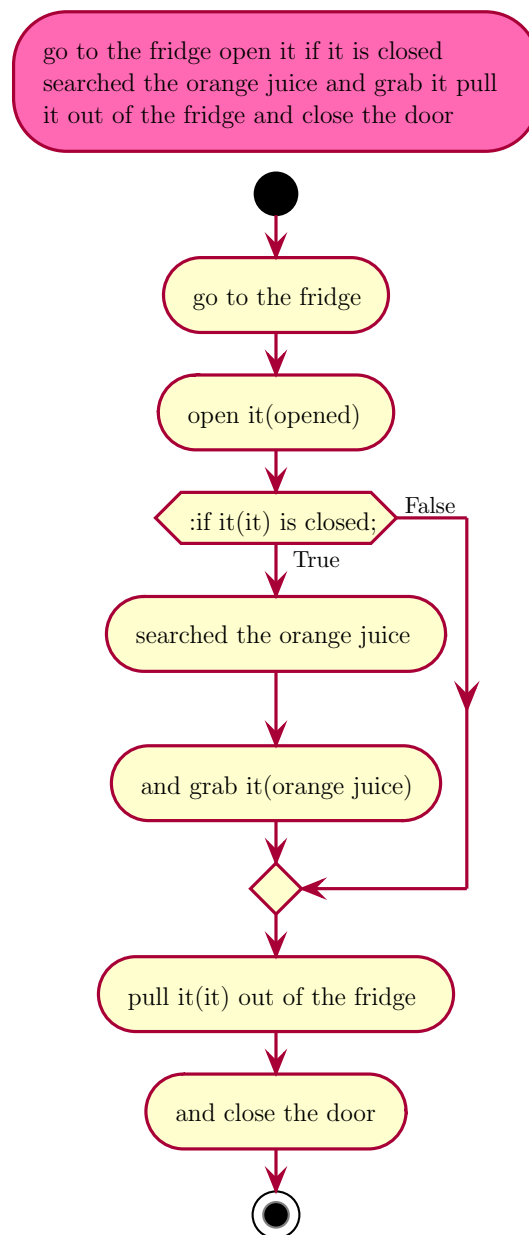 go to the fridge open it if it is closed
searched the orange juice and grab it pull
it out of the fridge and close the door
go to the fridge
open it(opened)
:if it(it) is closed;
False
True
searched the orange juice
and grab it(orange juice)
pull it(it) out of the fridge
and close the door